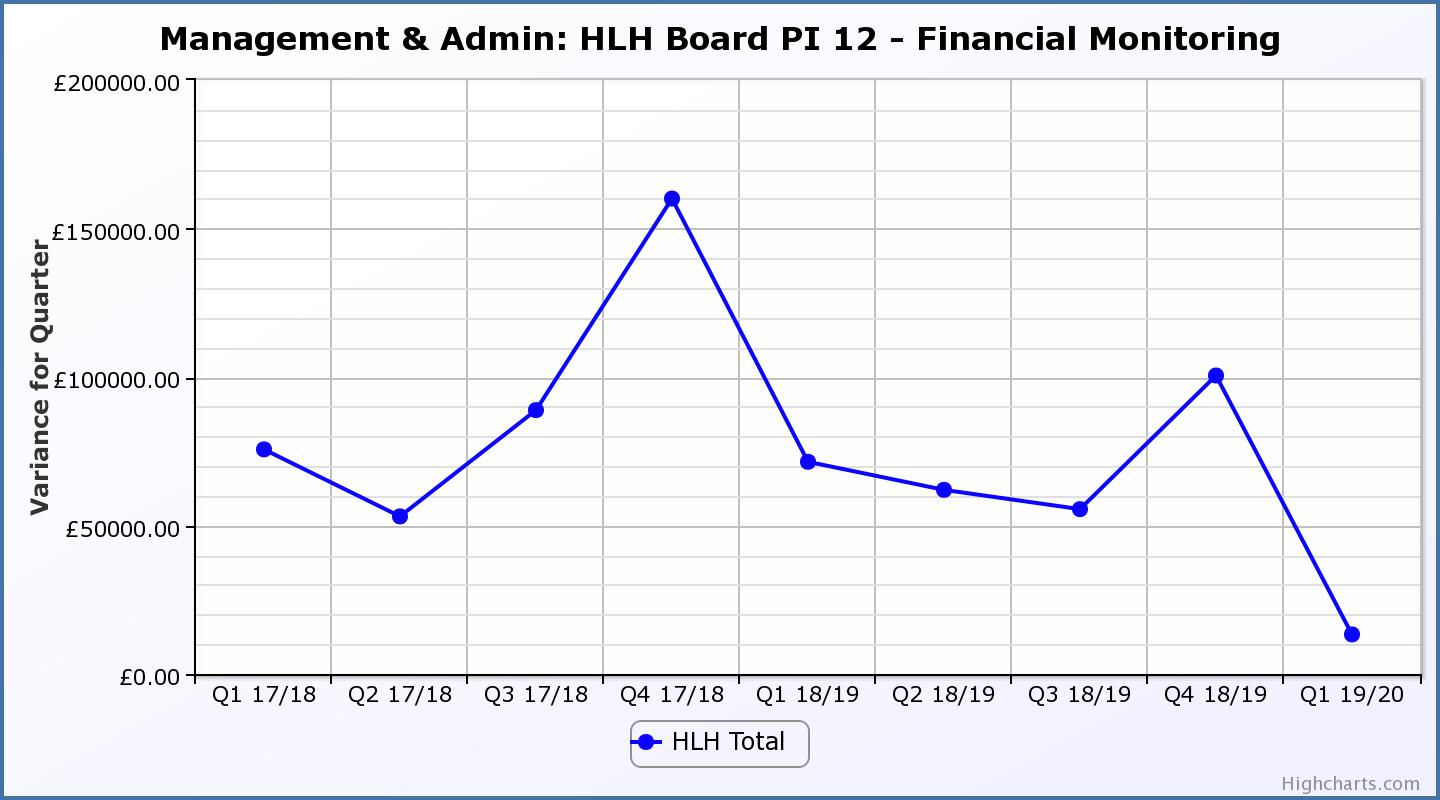 Management & Admin: HLH Board PI 12 - Financial Monitoring
Variance for Quarter
£200000.00
£150000.00
£100000.00
£50000.00
£0.00
Q1 17/18 Q2 17/18 Q3 17/18 Q4 17/18 Q1 18/19 Q2 18/19 Q3 18/19 Q4 18/19 Q1 19/20
HLH Total
Highcharts.com